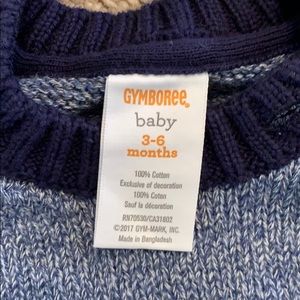 GYMBOREE
baby
3-6
months
100% Cotton
Exclusive of decoration
100% Coton
Sauf la décoration
RN70530/CA31802
©2017 GYM-MARK, INC.
Made in Bangladesh